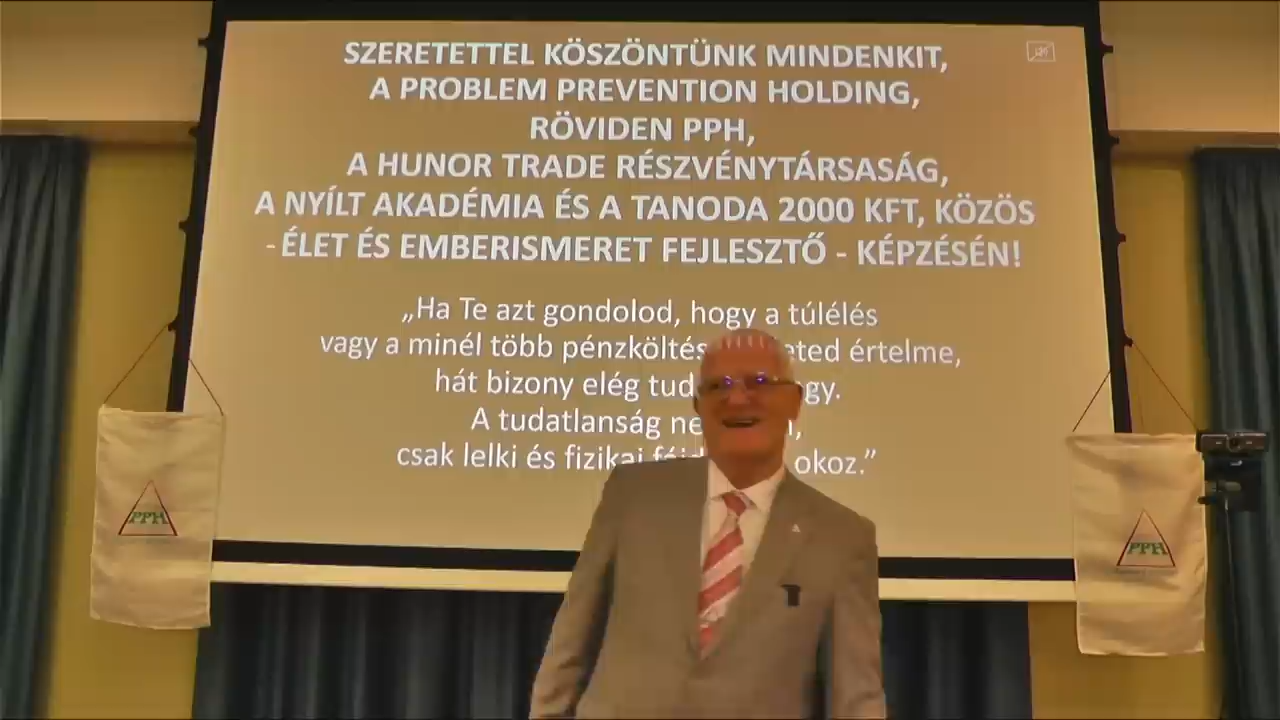 SZERETETTEL KÖSZÖNTÜNK MINDENKIT,
A PROBLEM PREVENTION HOLDING,
RÖVIDEN PPH,
A HUNOR TRADE RÉSZVÉNYTÁRSASÁG,
A NYÍLT AKADÉMIA ÉS A TANODA 2000 KFT, KÖZÖS
- ÉLET ÉS EMBERISMERET FEJLESZTŐ - KÉPZÉSÉN!
„Ha Te azt gondolod, hogy a túlélés
vagy a minél több pénzköltés értelme,
hát bizony elég
A tudatlanság
csak lelki és fizikai okoz.”
PPH
PPH